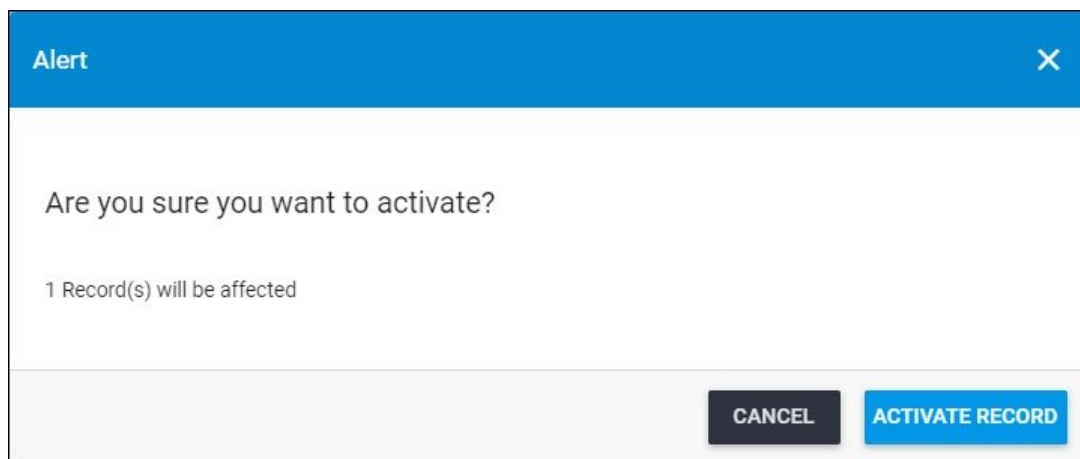 Alert
Are you sure you want to activate?
1 Record(s) will be affected
CANCEL
ACTIVATE RECORD